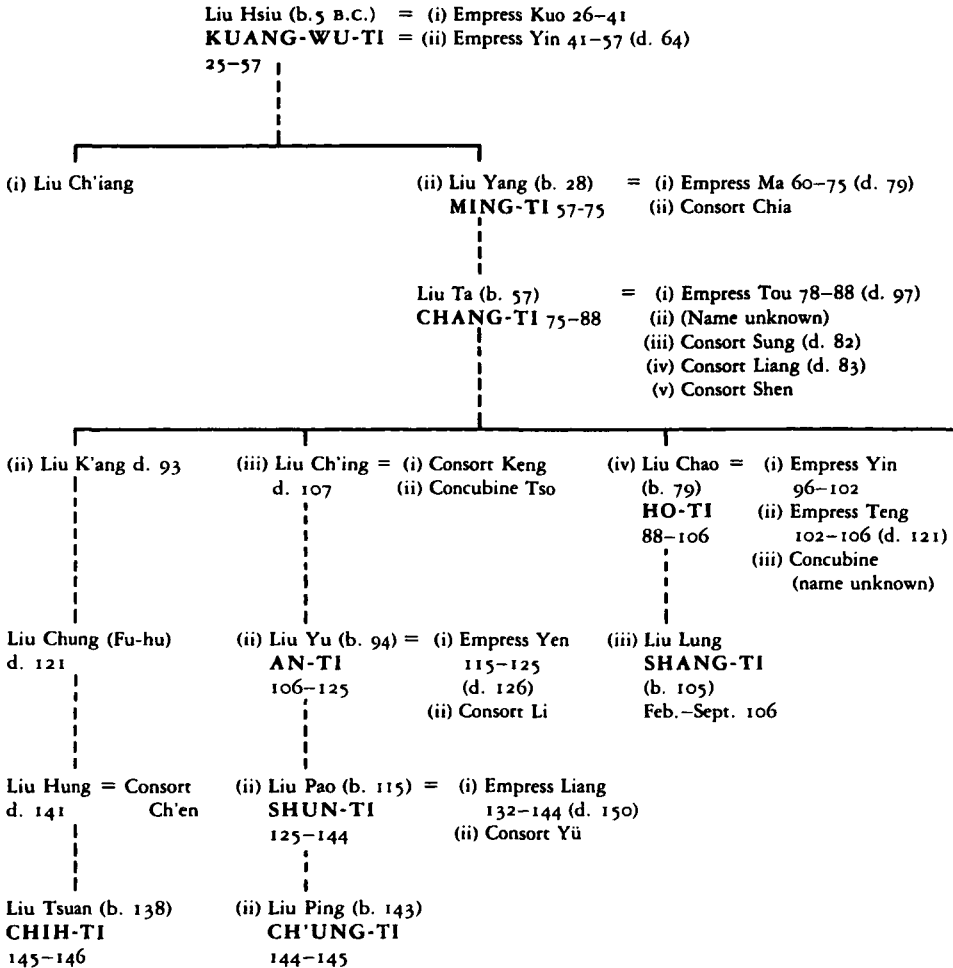 Liu Hsiu (b. 5 B.C.) = (i) Empress Kuo 26–41
KUANG-WU-TI = (ii) Empress Yin 41–57 (d. 64)
25–57
(i) Liu Ch'iang
(ii) Liu Yang (b. 28) = (i) Empress Ma 60–75 (d. 79)
MING-TI 57-75 (ii) Consort Chia
Liu Ta (b. 57) = (i) Empress Tou 78–88 (d. 97)
CHANG-TI 75–88 (ii) (Name unknown)
(iii) Consort Sung (d. 82)
(iv) Consort Liang (d. 83)
(v) Consort Shen
(ii) Liu K'ang d. 93
(iii) Liu Ch'ing = (i) Consort Keng
d. 107 (ii) Concubine Tso
(iv) Liu Chao = (i) Empress Yin
(b. 79) 96–102
HO-TI (ii) Empress Teng
88–106 102–106 (d. 121)
(iii) Concubine
(name unknown)
Liu Chung (Fu-hu)
d. 121
(ii) Liu Yu (b. 94) = (i) Empress Yen
AN-TI 115–125
106–125 (d. 126)
(ii) Consort Li
(iii) Liu Lung
SHANG-TI
(b. 105)
Feb.–Sept. 106
Liu Hung = Consort
d. 141 Ch'en
(ii) Liu Pao (b. 115) = (i) Empress Liang
SHUN-TI 132–144 (d. 150)
125–144 (ii) Consort Yü
Liu Tsuan (b. 138)
CHIH-TI
145–146
(ii) Liu Ping (b. 143)
CH'UNG-TI
144–145